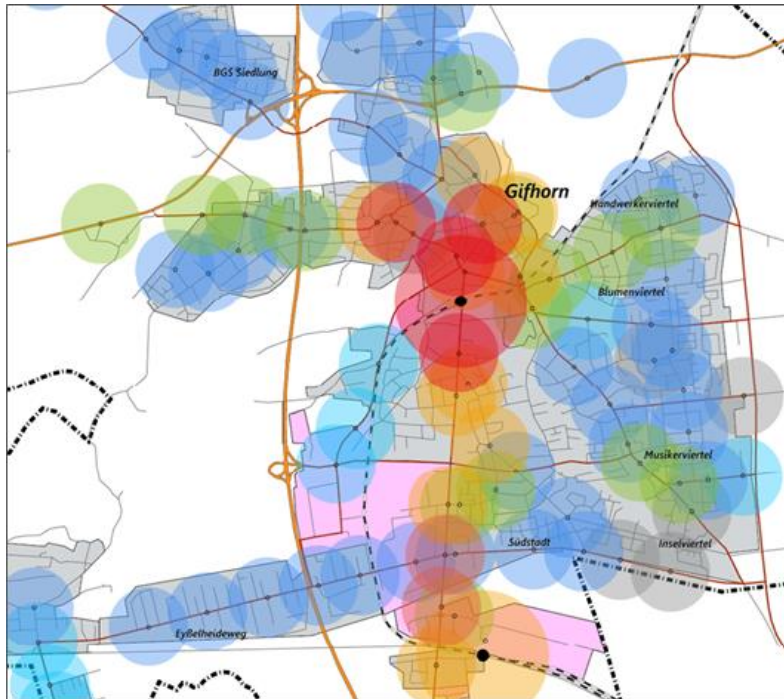 BGS Siedlung
Gifhorn
Handwerkerviertel
Blumenviertel
Musikerviertel
Südstadt
Inselviertel
Eyßelheideweg